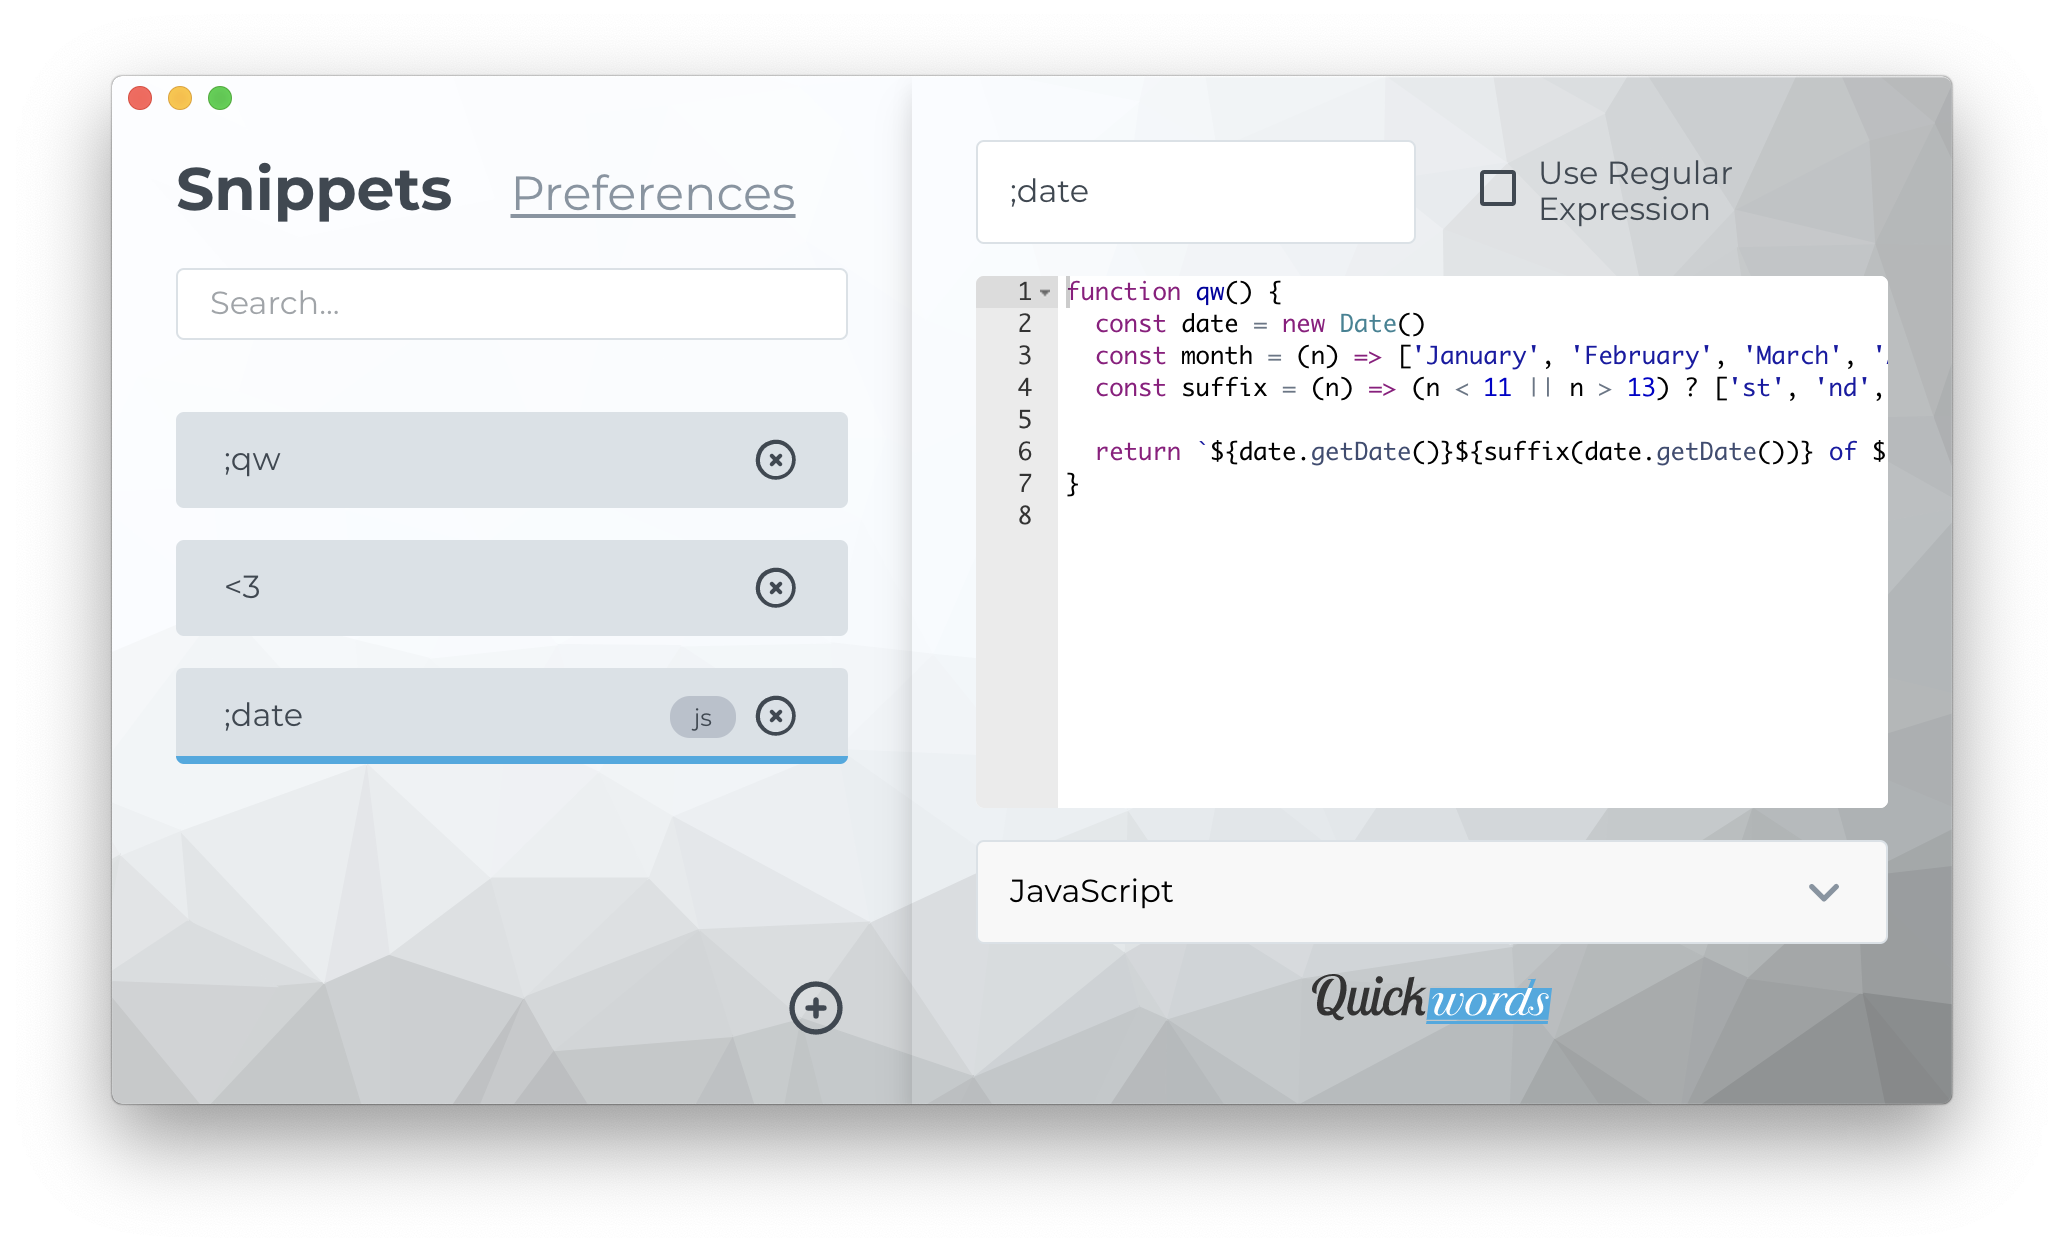 Snippets Preferences
Search...
;qw
<3
;date js
;date
Use Regular
Expression
1 function qw() {
2 const date = new Date()
3 const month = (n) => ['January', 'February', 'March', '
4 const suffix = (n) => (n < 11 || n > 13) ? ['st', 'nd',
5
6 return `${date.getDate()}${suffix(date.getDate())} of $
7 }
8
JavaScript
Quickwords